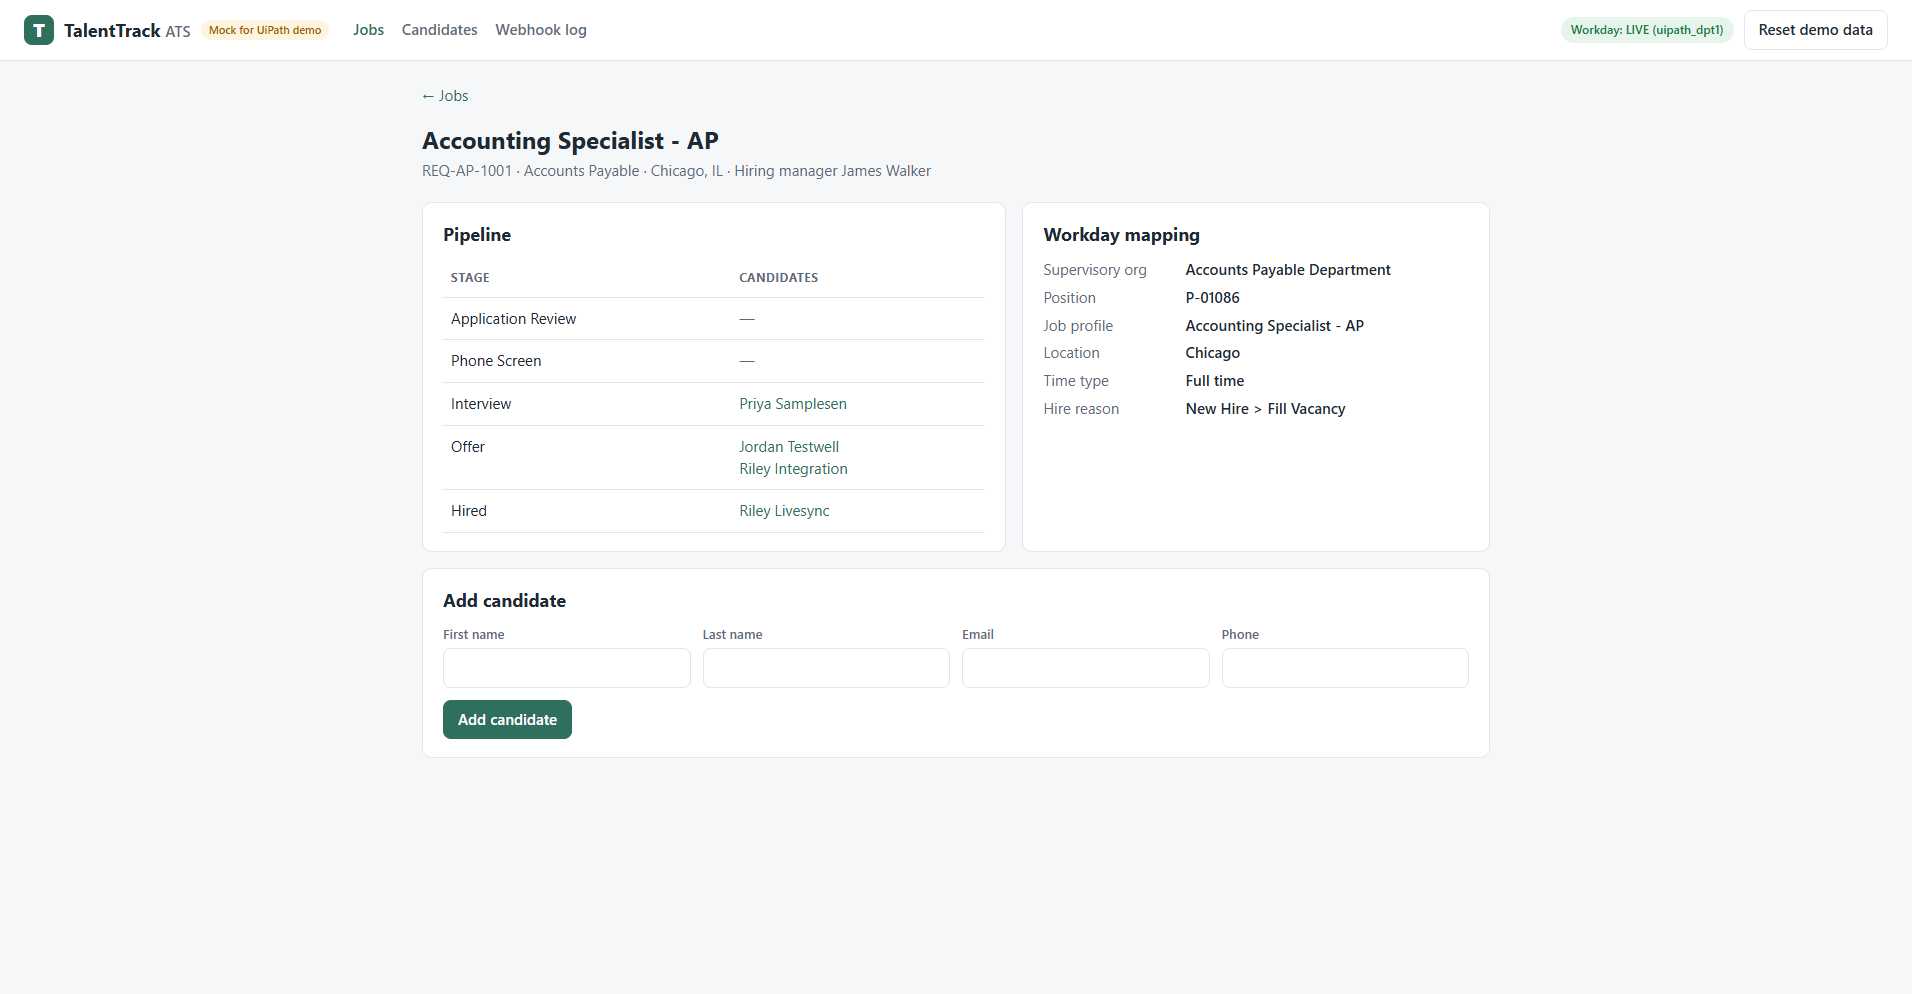 T TalentTrack ATS Mock for UiPath demo Jobs Candidates Webhook log Workday: LIVE (uipath_dpt1) Reset demo data
← Jobs
Accounting Specialist - AP
REQ-AP-1001 · Accounts Payable · Chicago, IL · Hiring manager James Walker
Pipeline
STAGE CANDIDATES
Application Review —
Phone Screen —
Interview Priya Samplesen
Offer Jordan Testwell
Riley Integration
Hired Riley Livesync
Workday mapping
Supervisory org Accounts Payable Department
Position P-01086
Job profile Accounting Specialist - AP
Location Chicago
Time type Full time
Hire reason New Hire > Fill Vacancy
Add candidate
First name Last name Email Phone
Add candidate